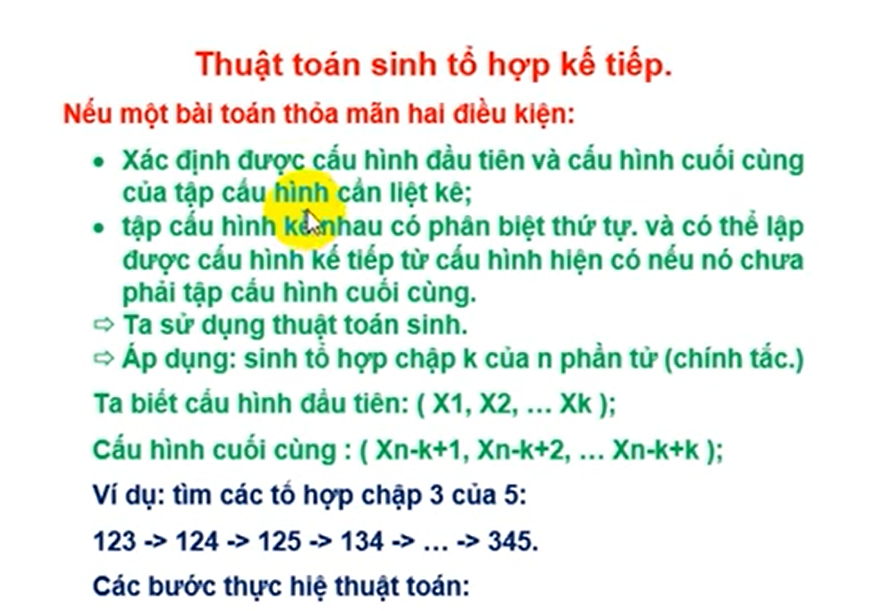 Thuật toán sinh tổ hợp kế tiếp.
Nếu một bài toán thỏa mãn hai điều kiện:
• Xác định được cấu hình đầu tiên và cấu hình cuối cùng
của tập cấu hình cần liệt kê;
• tập cấu hình kế nhau có phân biệt thứ tự. và có thể lập
được cấu hình kế tiếp từ cấu hình hiện có nếu nó chưa
phải tập cấu hình cuối cùng.
⇨ Ta sử dụng thuật toán sinh.
⇨ Áp dụng: sinh tổ hợp chập k của n phần tử (chính tắc.)
Ta biết cấu hình đầu tiên: ( X1, X2, ... Xk );
Cấu hình cuối cùng : ( Xn-k+1, Xn-k+2, ... Xn-k+k );
Ví dụ: tìm các tổ hợp chập 3 của 5:
123 -> 124 -> 125 -> 134 -> ... -> 345.
Các bước thực hiệ thuật toán: